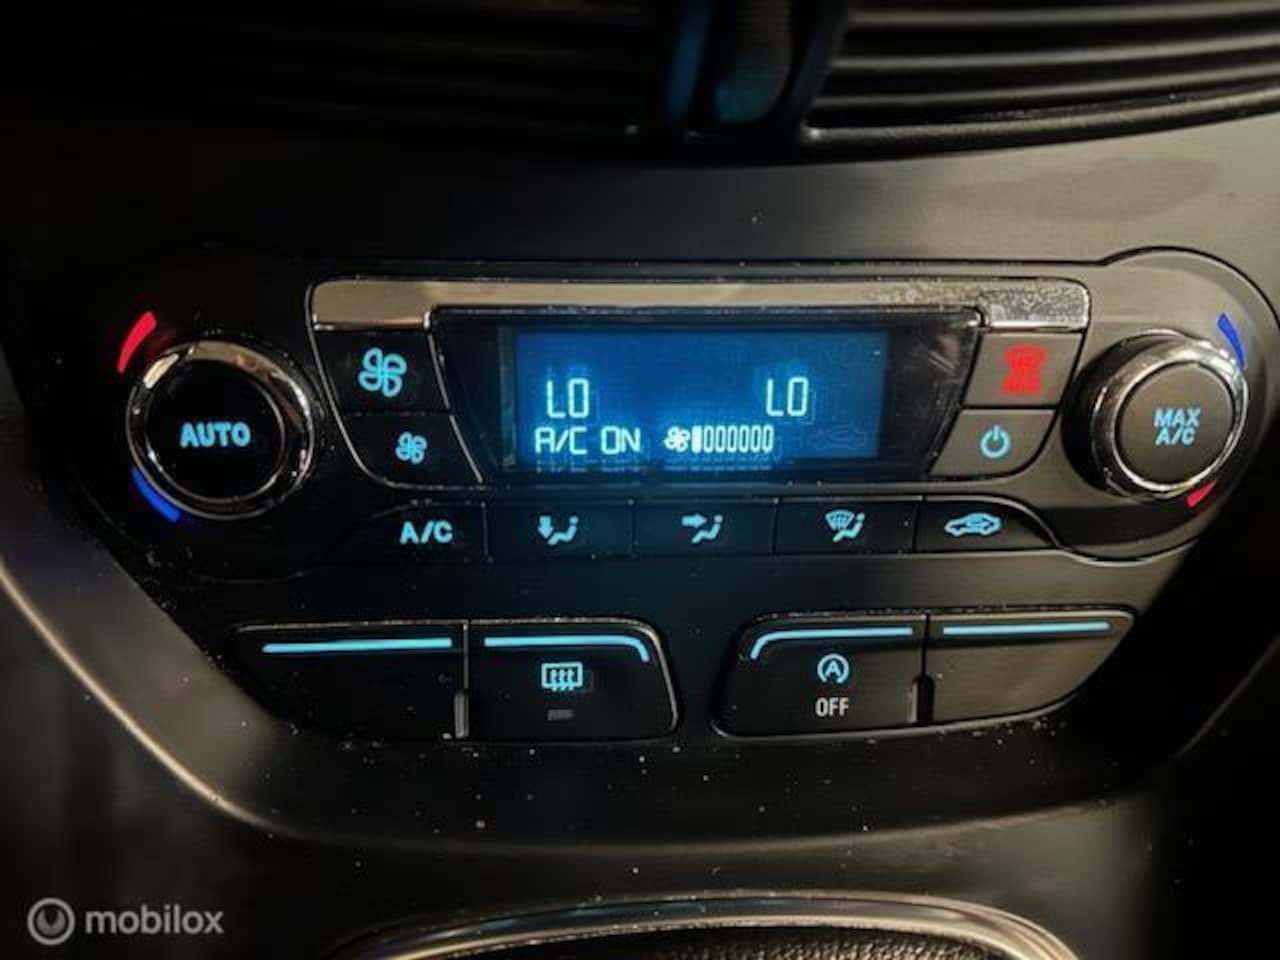 LO LO
AUTO
A/C ON
MAX
A/C
A/C
OFF
mobilox